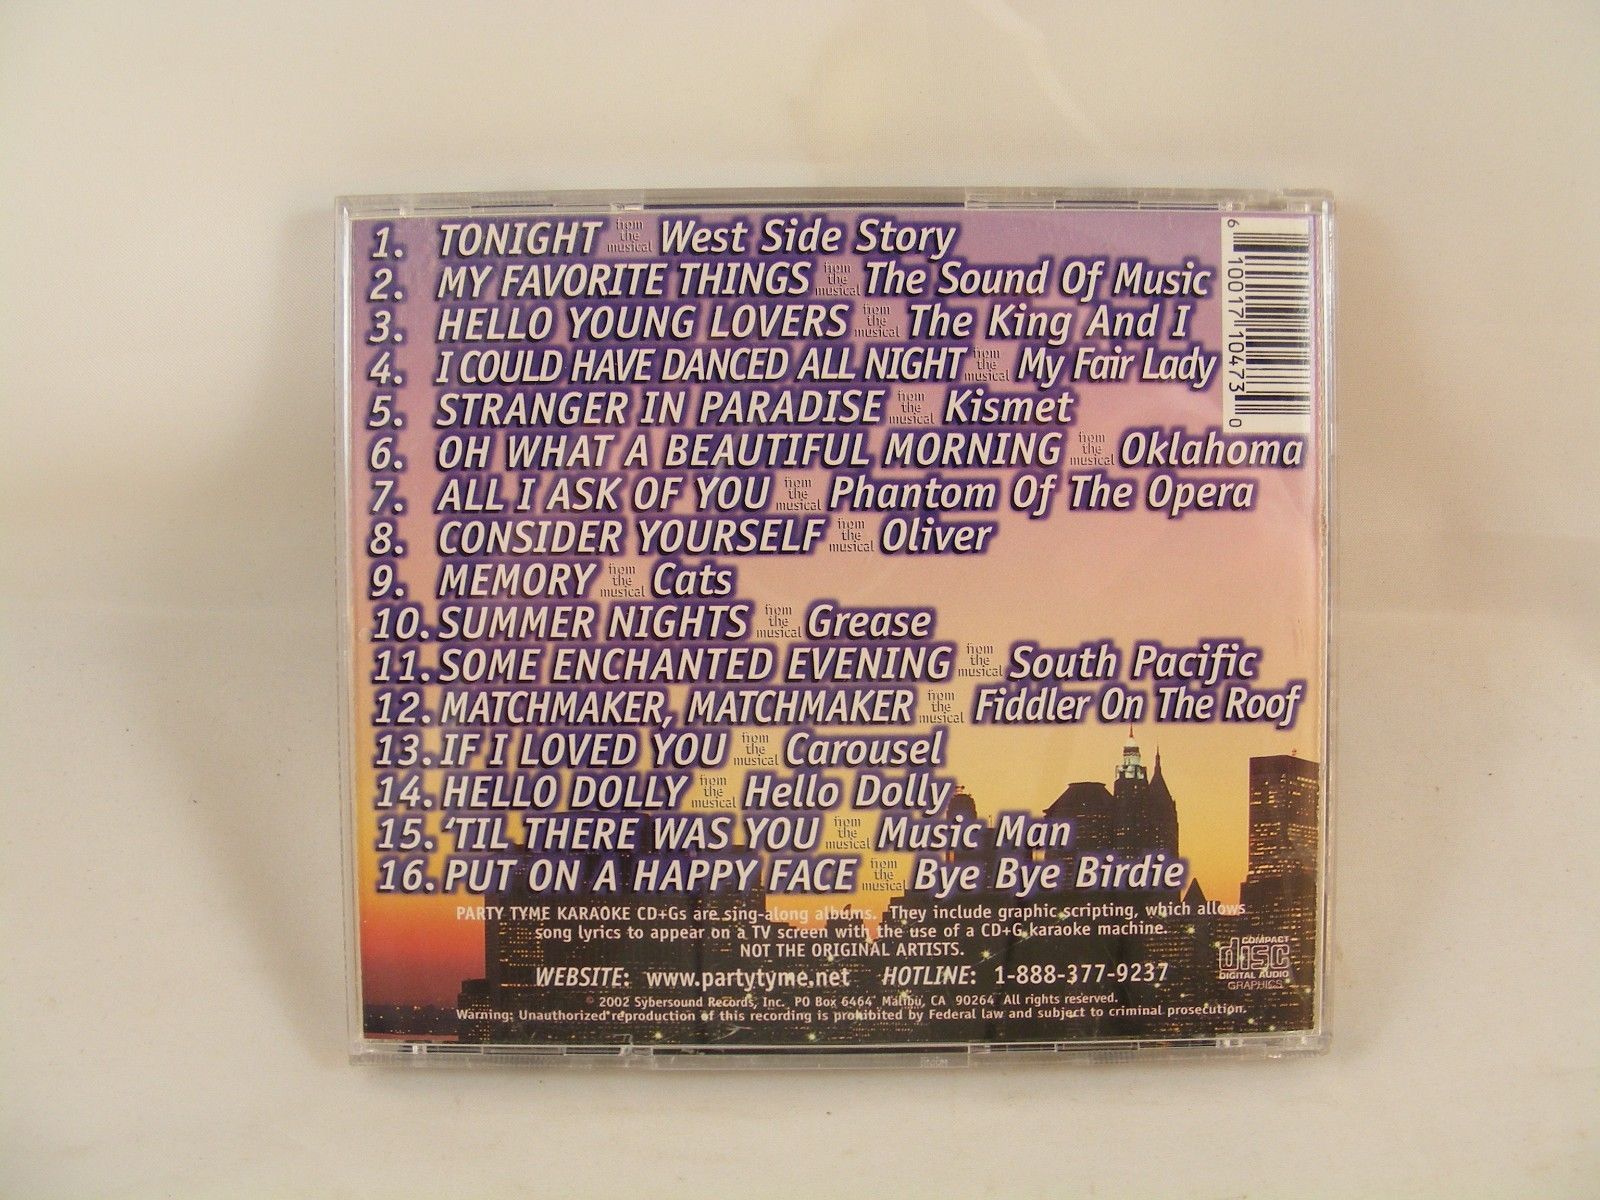 1. TONIGHT from the musical West Side Story
2. MY FAVORITE THINGS from the musical The Sound Of Music
3. HELLO YOUNG LOVERS from the musical The King And I
4. I COULD HAVE DANCED ALL NIGHT from the musical My Fair Lady
5. STRANGER IN PARADISE from the musical Kismet
6. OH WHAT A BEAUTIFUL MORNING from the musical Oklahoma
7. ALL I ASK OF YOU from the musical Phantom Of The Opera
8. CONSIDER YOURSELF from the musical Oliver
9. MEMORY from the musical Cats
10. SUMMER NIGHTS from the musical Grease
11. SOME ENCHANTED EVENING from the musical South Pacific
12. MATCHMAKER, MATCHMAKER from the musical Fiddler On The Roof
13. IF I LOVED YOU from the musical Carousel
14. HELLO DOLLY from the musical Hello Dolly
15. ‘TIL THERE WAS YOU from the musical Music Man
16. PUT ON A HAPPY FACE from the musical Bye Bye Birdie
6 10017 10473 0
PARTY TYME KARAOKE CD+Gs are sing-along albums. They include graphic scripting, which allows
song lyrics to appear on a TV screen with the use of a CD+G karaoke machine.
NOT THE ORIGINAL ARTISTS.
WEBSITE: www.partytyme.net HOTLINE: 1-888-377-9237
© 2002 Sybersound Records, Inc. PO Box 6464 Malibu, CA 90264 All rights reserved.
Warning: Unauthorized reproduction of this recording is prohibited by Federal law and subject to criminal prosecution.
COMPACT
disc
DIGITAL AUDIO
GRAPHICS